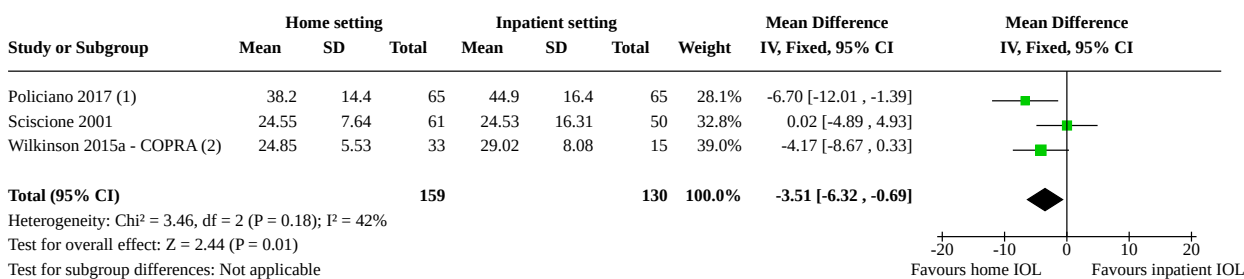 Home setting Inpatient setting Mean Difference Mean Difference
Study or Subgroup Mean SD Total Mean SD Total Weight IV, Fixed, 95% CI IV, Fixed, 95% CI
Policiano 2017 (1) 38.2 14.4 65 44.9 16.4 65 28.1% -6.70 [-12.01 , -1.39]
Sciscione 2001 24.55 7.64 61 24.53 16.31 50 32.8% 0.02 [-4.89 , 4.93]
Wilkinson 2015a - COPRA (2) 24.85 5.53 33 29.02 8.08 15 39.0% -4.17 [-8.67 , 0.33]
Total (95% CI) 159 130 100.0% -3.51 [-6.32 , -0.69]
Heterogeneity: Chi² = 3.46, df = 2 (P = 0.18); I² = 42%
Test for overall effect: Z = 2.44 (P = 0.01)
-20 -10 0 10 20
Test for subgroup differences: Not applicable
Favours home IOL Favours inpatient IOL